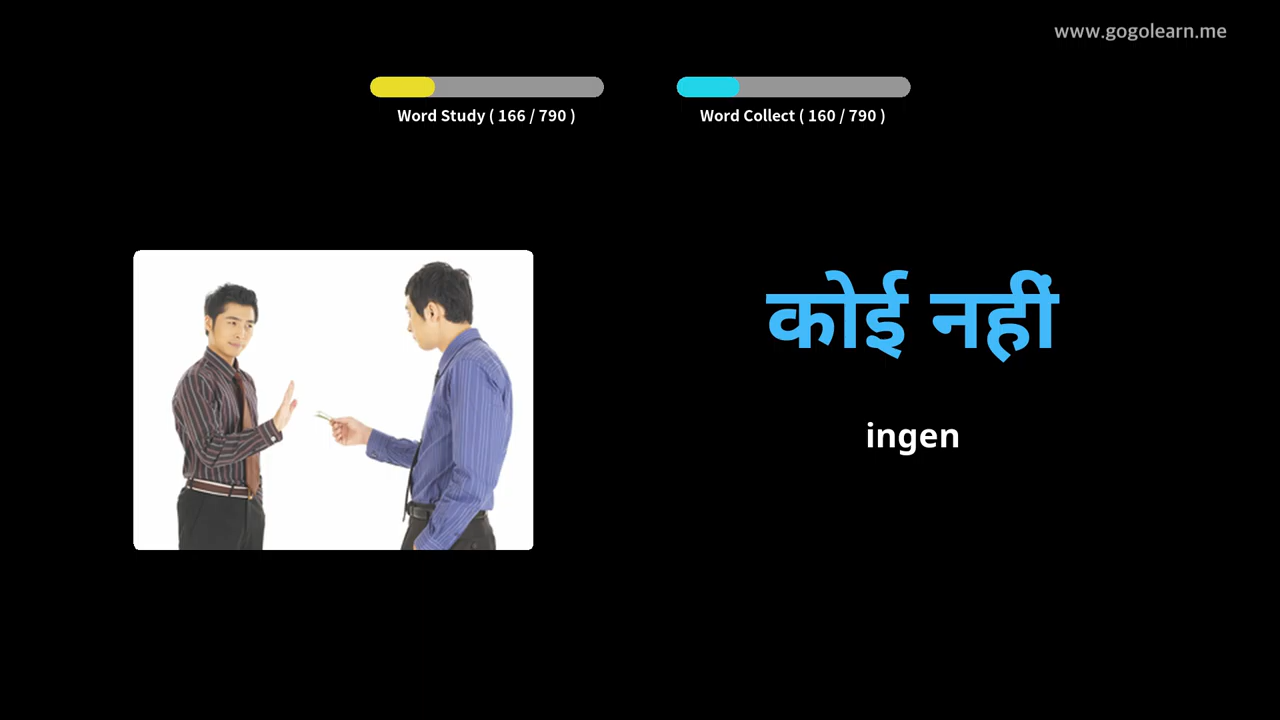 www.gogolearn.me
Word Study ( 166 / 790 )
Word Collect ( 160 / 790 )
कोई नहीं
ingen